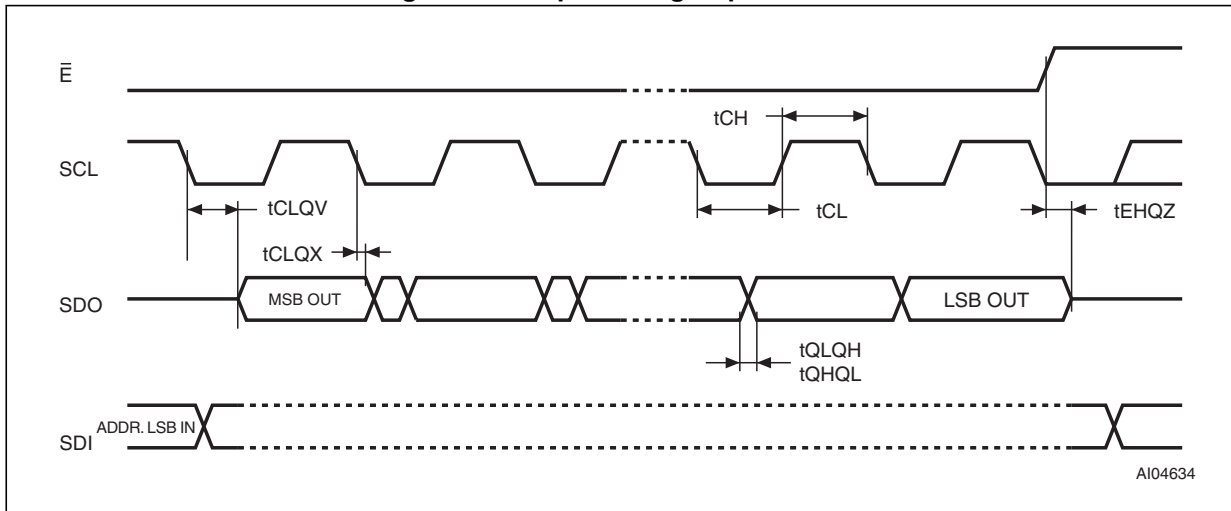 Ē
tCH
SCL
tCLQV
tCL
tEHQZ
tCLQX
SDO
MSB OUT
LSB OUT
tQLQH
tQHQL
ADDR. LSB IN
SDI
AI04634